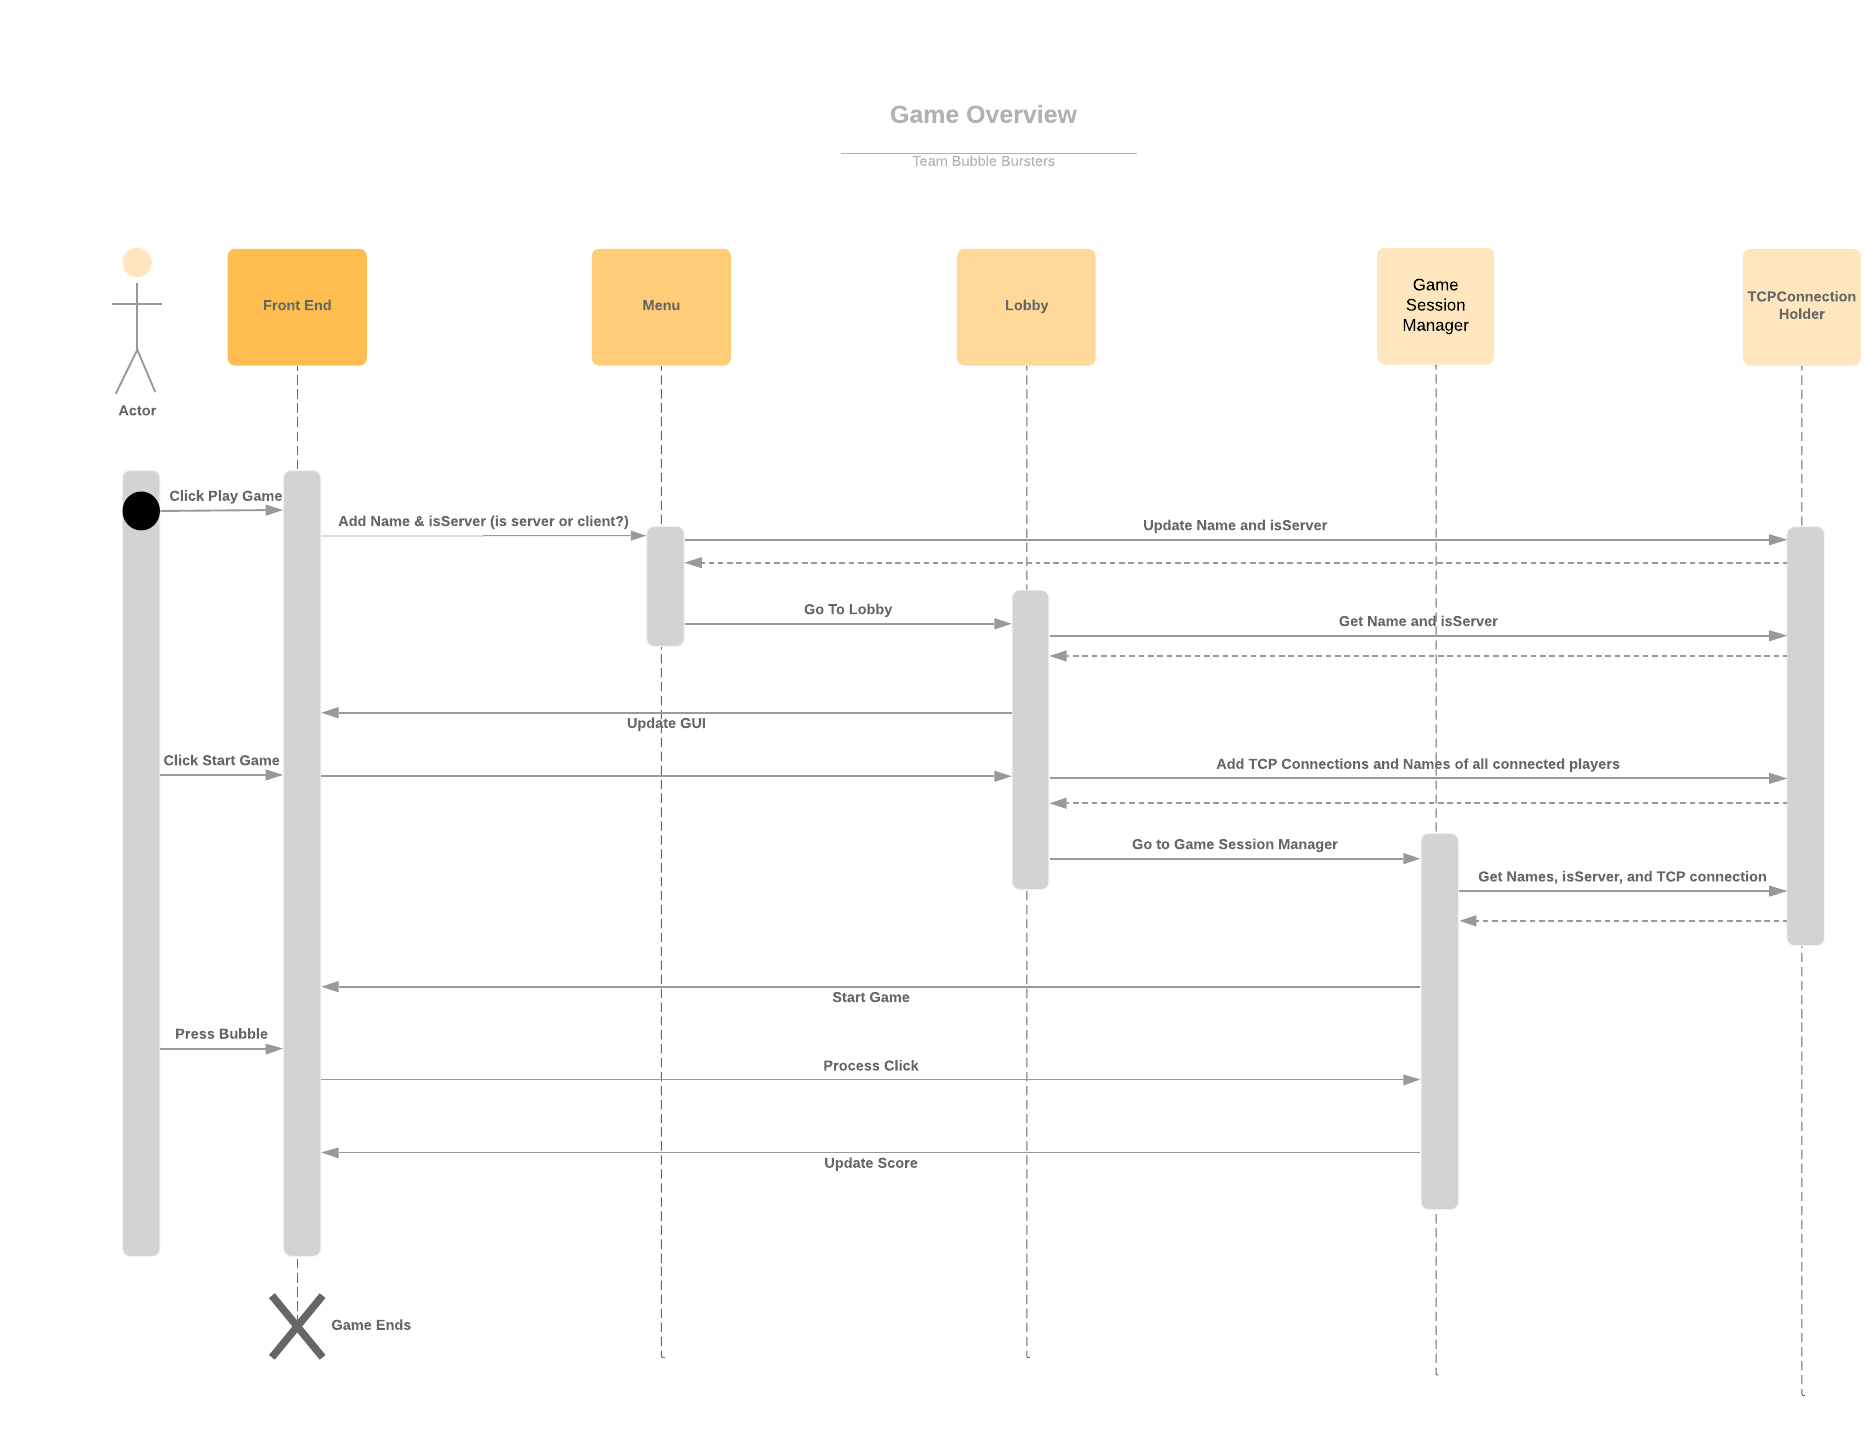 Game Overview
Team Bubble Bursters
Actor
Front End
Menu
Lobby
Game
Session
Manager
TCPConnection
Holder
Click Play Game
Add Name & isServer (is server or client?)
Update Name and isServer
Go To Lobby
Get Name and isServer
Update GUI
Click Start Game
Add TCP Connections and Names of all connected players
Go to Game Session Manager
Get Names, isServer, and TCP connection
Start Game
Press Bubble
Process Click
Update Score
Game Ends